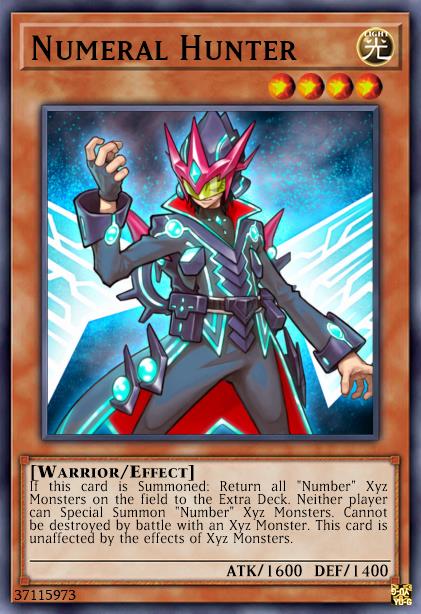 Numeral Hunter
LIGHT
光
[Warrior/Effect]
If this card is Summoned: Return all "Number" Xyz
Monsters on the field to the Extra Deck. Neither player
can Special Summon "Number" Xyz Monsters. Cannot
be destroyed by battle with an Xyz Monster. This card is
unaffected by the effects of Xyz Monsters.
ATK/1600 DEF/1400
37115973